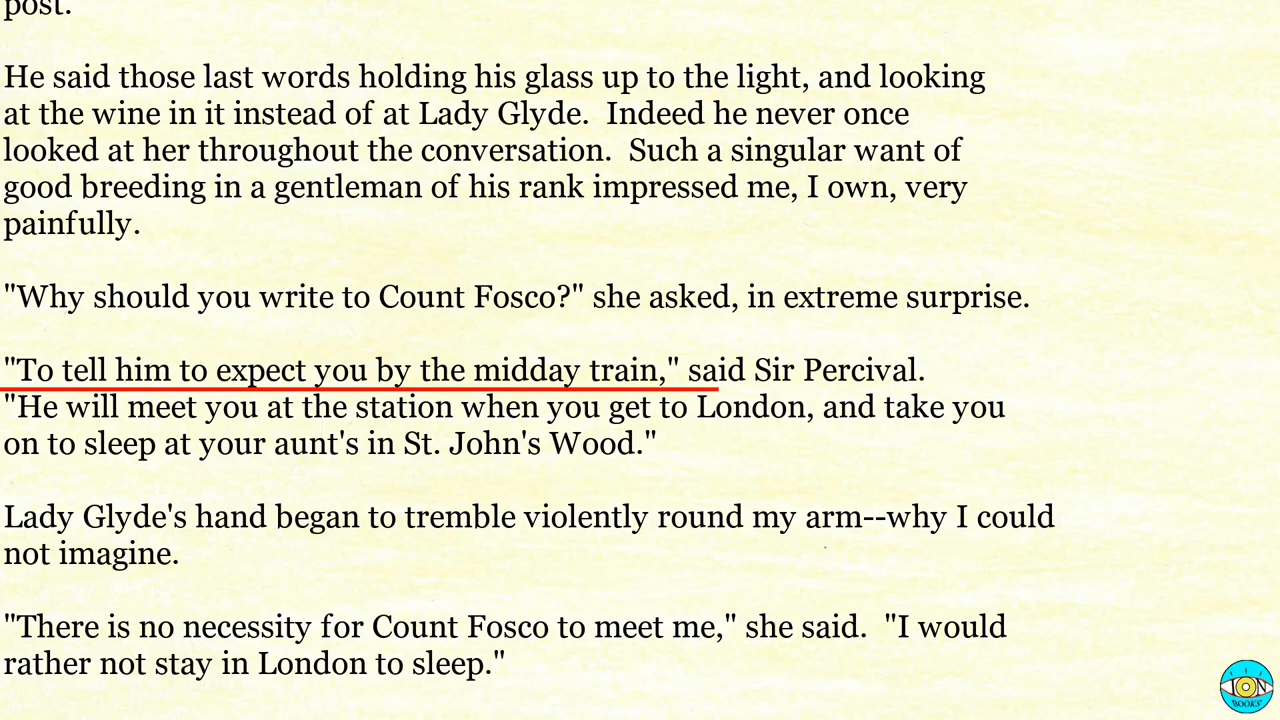 post.
He said those last words holding his glass up to the light, and looking
at the wine in it instead of at Lady Glyde.  Indeed he never once
looked at her throughout the conversation.  Such a singular want of
good breeding in a gentleman of his rank impressed me, I own, very
painfully.
"Why should you write to Count Fosco?" she asked, in extreme surprise.
"To tell him to expect you by the midday train," said Sir Percival.
"He will meet you at the station when you get to London, and take you
on to sleep at your aunt's in St. John's Wood."
Lady Glyde's hand began to tremble violently round my arm--why I could
not imagine.
"There is no necessity for Count Fosco to meet me," she said.  "I would
rather not stay in London to sleep."
ION
BOOKS